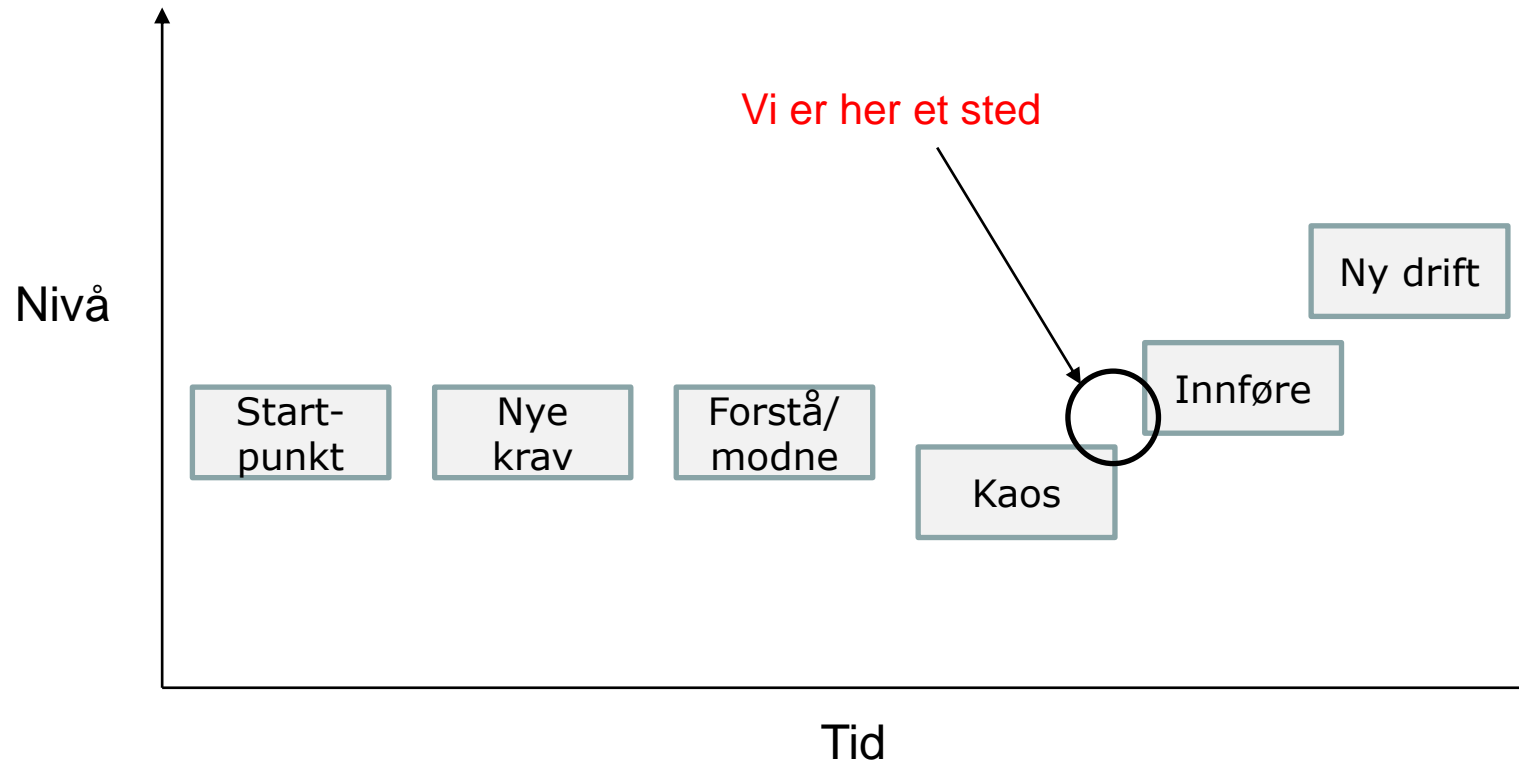 Vi er her et sted
Nivå
Start-
punkt
Nye
krav
Forstå/
modne
Kaos
Innføre
Ny drift
Tid